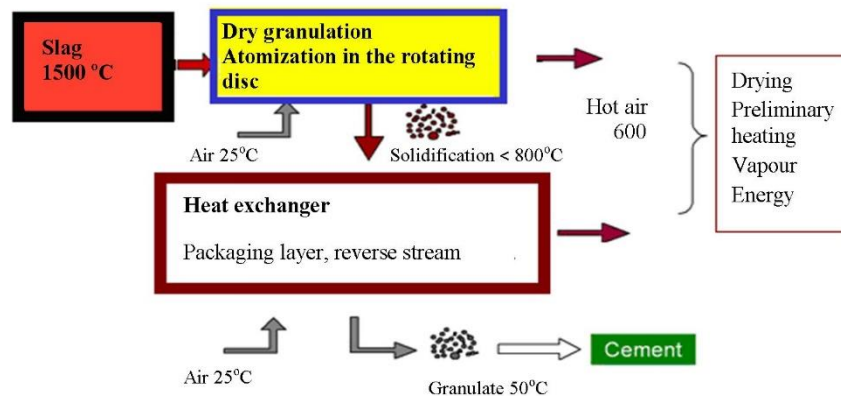 Slag
1500 °C
Dry granulation
Atomization in the rotating
disc
Air 25°C
Solidification < 800°C
Hot air
600
Drying
Preliminary
heating
Vapour
Energy
Heat exchanger
Packaging layer, reverse stream
Air 25°C
Granulate 50°C
Cement